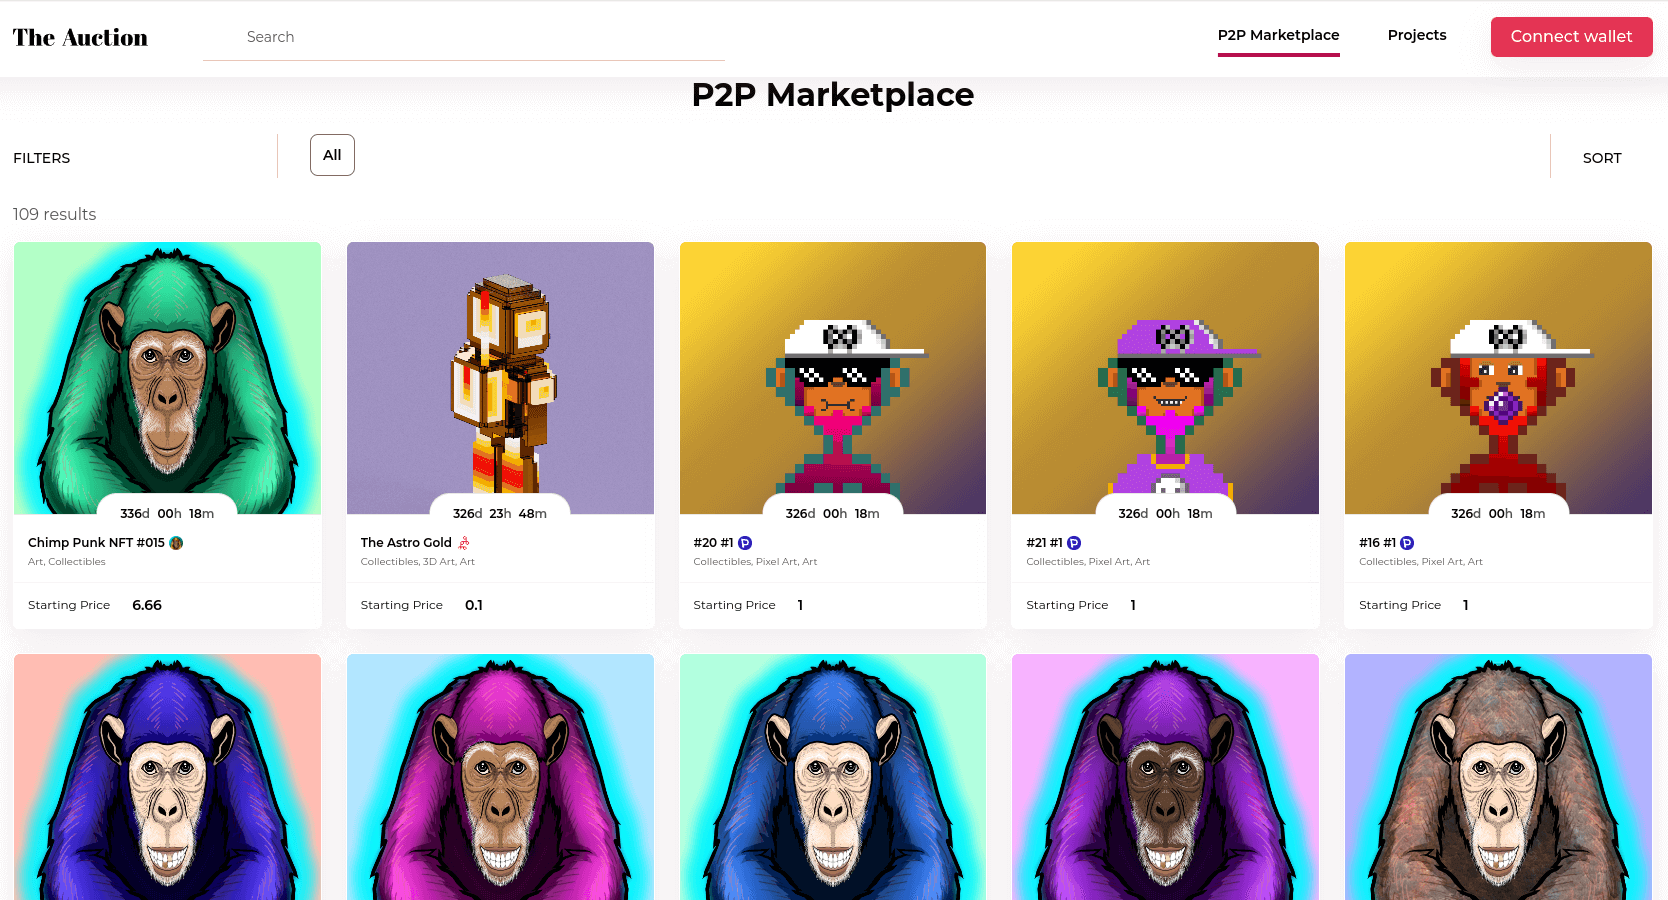 The Auction
Search
P2P Marketplace
Projects
Connect wallet
P2P Marketplace
FILTERS
All
SORT
109 results
336d 00h 18m
326d 23h 48m
326d 00h 18m
326d 00h 18m
326d 00h 18m
Chimp Punk NFT #015
Art, Collectibles
Starting Price 6.66
The Astro Gold
Collectibles, 3D Art, Art
Starting Price 0.1
#20 #1
Collectibles, Pixel Art, Art
Starting Price 1
#21 #1
Collectibles, Pixel Art, Art
Starting Price 1
#16 #1
Collectibles, Pixel Art, Art
Starting Price 1